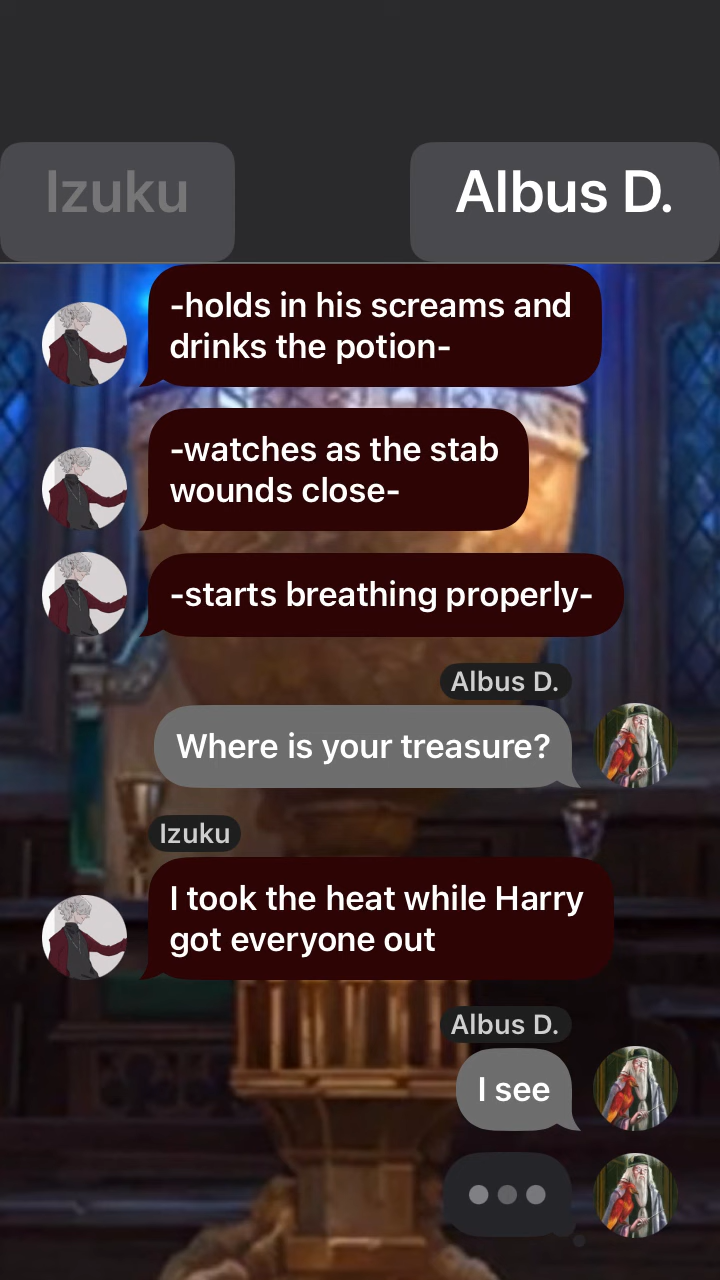 Izuku
Albus D.
-holds in his screams and
drinks the potion-
-watches as the stab
wounds close-
-starts breathing properly-
Albus D.
Where is your treasure?
Izuku
I took the heat while Harry
got everyone out
Albus D.
I see